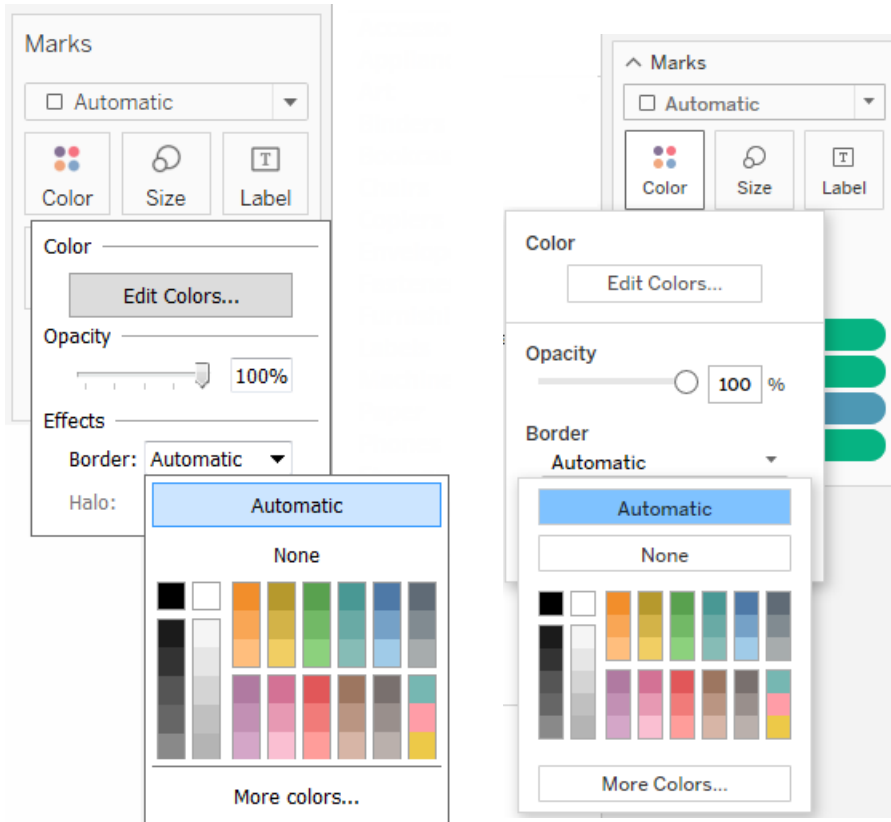 Marks
Automatic
Color Size Label
Color
Edit Colors...
Opacity
100%
Effects
Border: Automatic
Halo:
Automatic
None
More colors...
Marks
Automatic
Color Size Label
Color
Edit Colors...
Opacity
100 %
Border
Automatic
Automatic
None
More Colors...